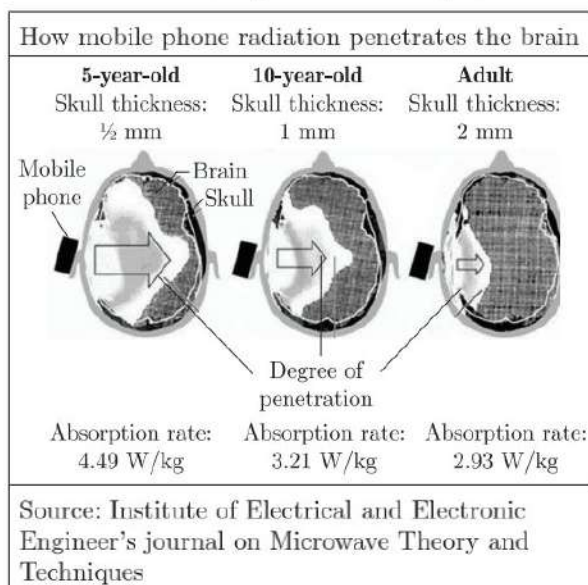 How mobile phone radiation penetrates the brain
5-year-old
Skull thickness:
½ mm
10-year-old
Skull thickness:
1 mm
Adult
Skull thickness:
2 mm
Mobile
phone
Brain
Skull
Degree of
penetration
Absorption rate:
4.49 W/kg
Absorption rate:
3.21 W/kg
Absorption rate:
2.93 W/kg
Source: Institute of Electrical and Electronic
Engineer's journal on Microwave Theory and
Techniques